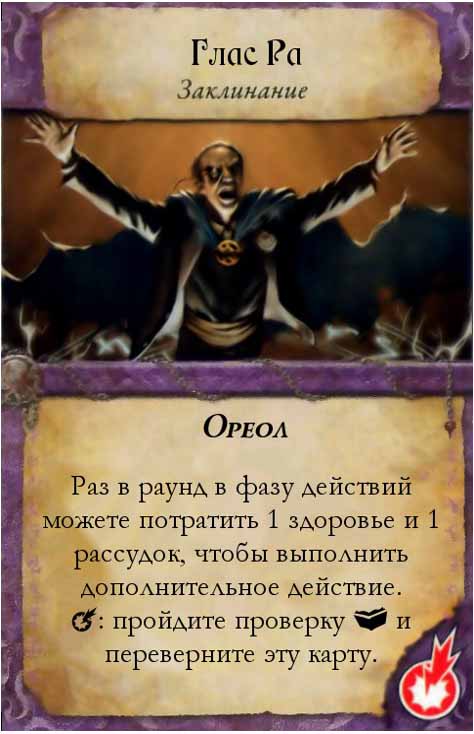 Глас Ра
Заклинание
Ореол
Раз в раунд в фазу действий
можете потратить 1 здоровье и 1
рассудок, чтобы выполнить
дополнительное действие.
: пройдите проверку и
переверните эту карту.